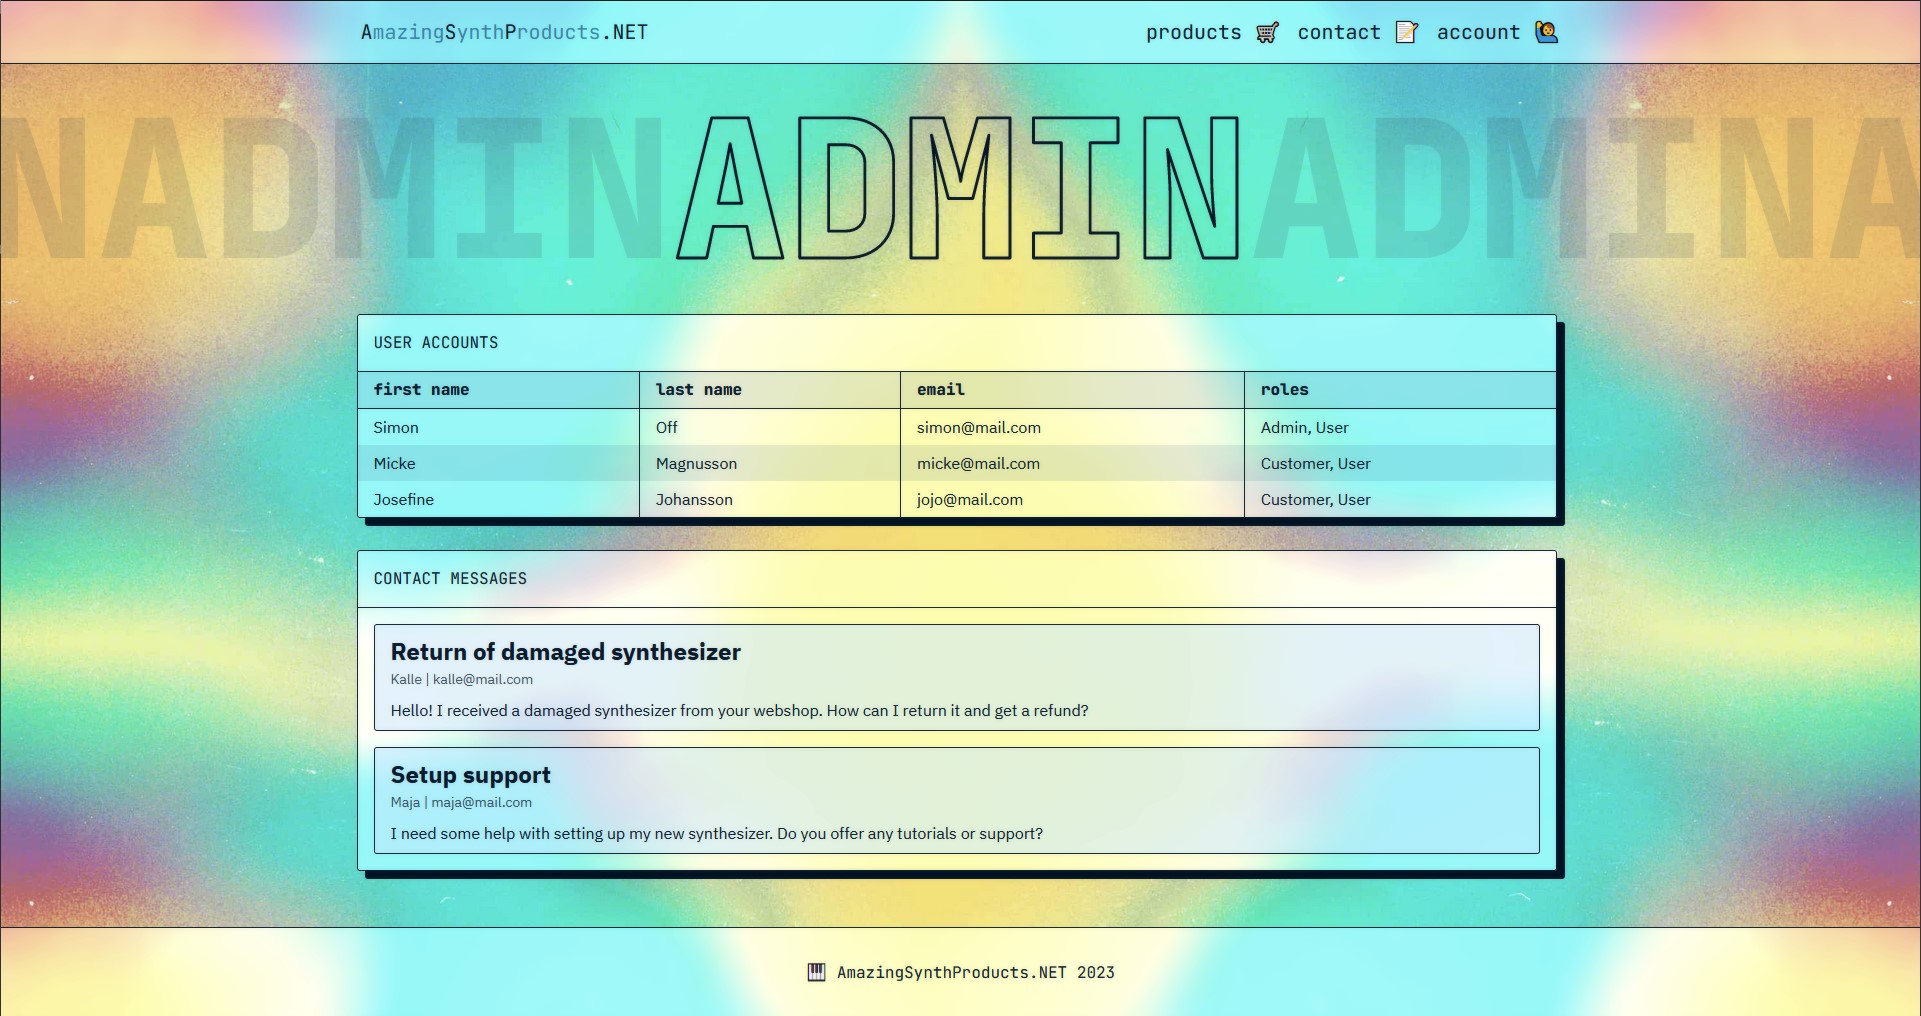 AmazingSynthProducts.NET products contact account
NADMINADMINADMINA
USER ACCOUNTS
first name last name email roles
Simon Off simon@mail.com Admin, User
Micke Magnusson micke@mail.com Customer, User
Josefine Johansson jojo@mail.com Customer, User
CONTACT MESSAGES
Return of damaged synthesizer
Kalle | kalle@mail.com
Hello! I received a damaged synthesizer from your webshop. How can I return it and get a refund?
Setup support
Maja | maja@mail.com
I need some help with setting up my new synthesizer. Do you offer any tutorials or support?
AmazingSynthProducts.NET 2023